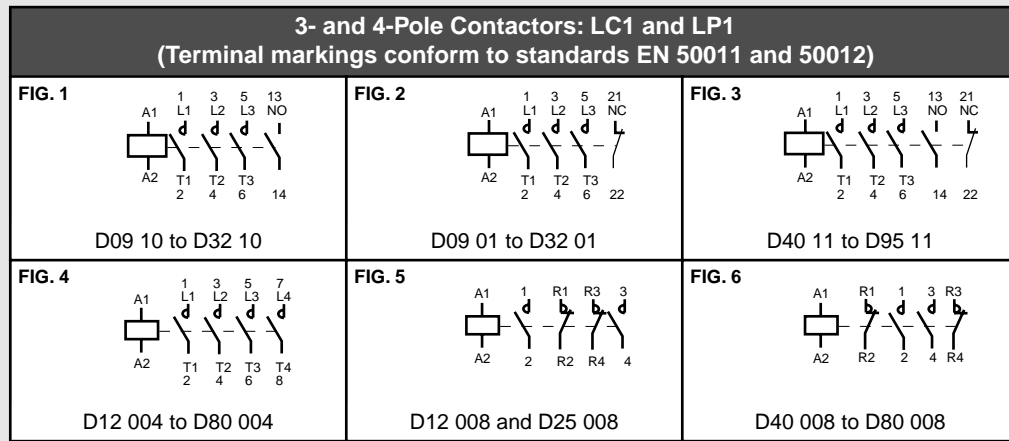 3- and 4-Pole Contactors: LC1 and LP1
(Terminal markings conform to standards EN 50011 and 50012)
FIG. 1
1 3 5 13
A1 L1 L2 L3 NO
A2 T1 T2 T3
2 4 6 14
D09 10 to D32 10
FIG. 2
1 3 5 21
A1 L1 L2 L3 NC
A2 T1 T2 T3
2 4 6 22
D09 01 to D32 01
FIG. 3
1 3 5 13 21
A1 L1 L2 L3 NO NC
A2 T1 T2 T3
2 4 6 14 22
D40 11 to D95 11
FIG. 4
1 3 5 7
A1 L1 L2 L3 L4
A2 T1 T2 T3 T4
2 4 6 8
D12 004 to D80 004
FIG. 5
A1 1 R1 R3 3
A2 2 R2 R4 4
D12 008 and D25 008
FIG. 6
A1 R1 1 3 R3
A2 R2 2 4 R4
D40 008 to D80 008